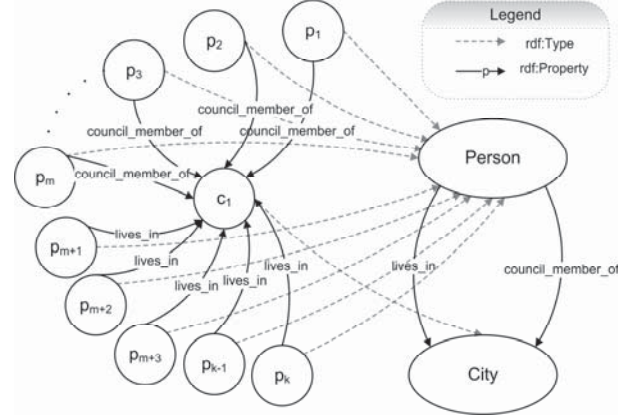 Legend
rdf:Type
p
rdf:Property
p1
p2
p3
council_member_of
council_member_of
council_member_of
council_member_of
pm
c1
Person
pm+1
lives_in
pm+2
lives_in
pm+3
lives_in
lives_in
lives_in
pk-1
pk
lives_in
council_member_of
City